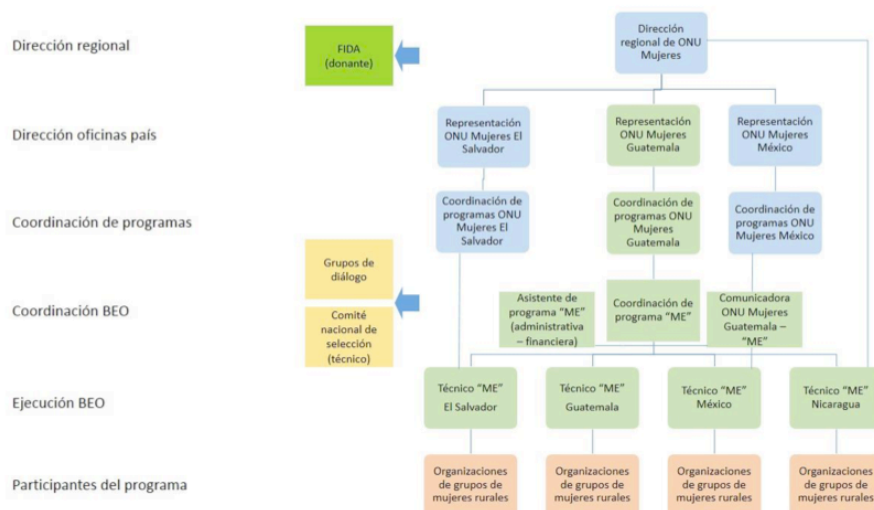 Dirección regional
FIDA
(donante)
Dirección
regional de ONU
Mujeres
Dirección oficinas país
Representación
ONU Mujeres El
Salvador
Representación
ONU Mujeres
Guatemala
Representación
ONU Mujeres
México
Coordinación de programas
Coordinación de
programas ONU
Mujeres El
Salvador
Coordinación de
programas ONU
Mujeres
Guatemala
Coordinación de
programas ONU
Mujeres México
Grupos de
diálogo
Coordinación BEO
Comité
nacional de
selección
(técnico)
Asistente de
programa "ME"
(administrativa
– financiera)
Coordinación de
programa "ME"
Comunicadora
ONU Mujeres
Guatemala –
"ME"
Ejecución BEO
Técnico "ME"
El Salvador
Técnico "ME"
Guatemala
Técnico "ME"
México
Técnico "ME"
Nicaragua
Participantes del programa
Organizaciones
de grupos de
mujeres rurales
Organizaciones
de grupos de
mujeres rurales
Organizaciones
de grupos de
mujeres rurales
Organizaciones
de grupos de
mujeres rurales